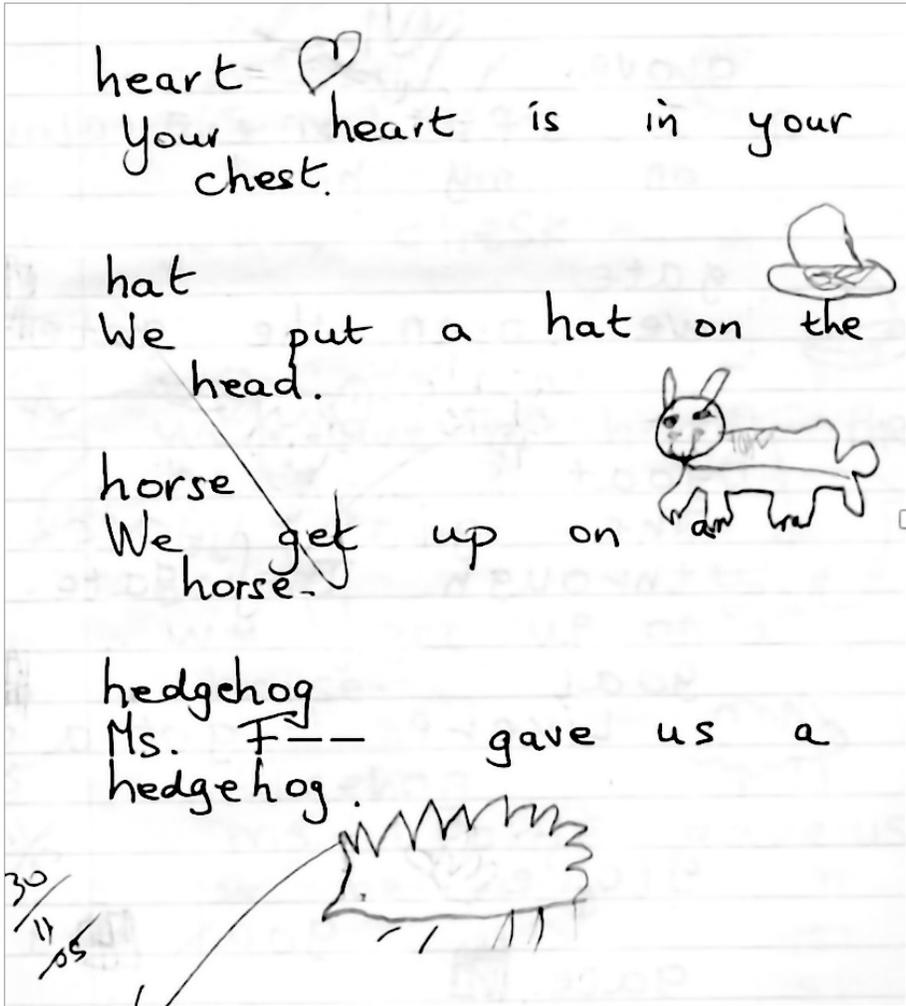 heart
Your heart is in your
chest.
hat
We put a hat on the
head.
horse
We get up on an
horse.
hedgehog
Ms. F--
gave us a
hedgehog.
30/11/05